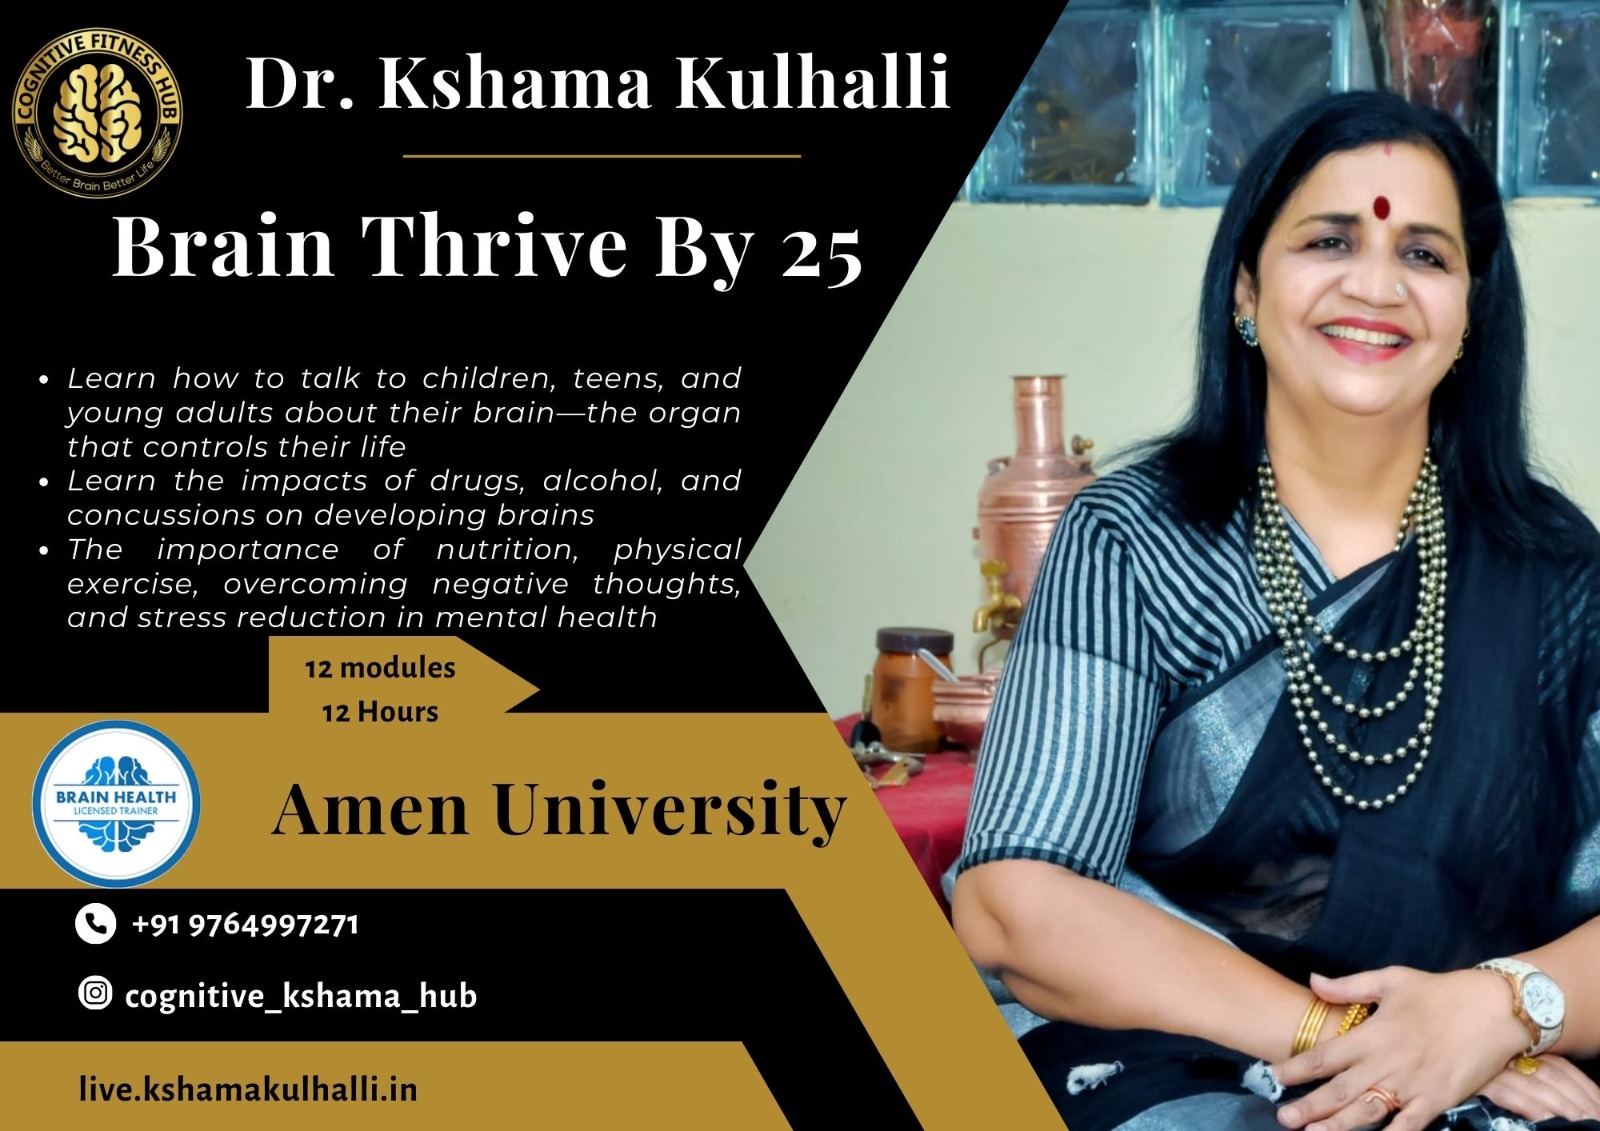 COGNITIVE FITNESS HUB
Better Brain Better Life
Dr. Kshama Kulhalli
Brain Thrive By 25
• Learn how to talk to children, teens, and
young adults about their brain—the organ
that controls their life
• Learn the impacts of drugs, alcohol, and
concussions on developing brains
• The importance of nutrition, physical
exercise, overcoming negative thoughts,
and stress reduction in mental health
12 modules
12 Hours
BRAIN HEALTH
LICENSED TRAINER
Amen University
+91 9764997271
cognitive_kshama_hub
live.kshamakulhalli.in